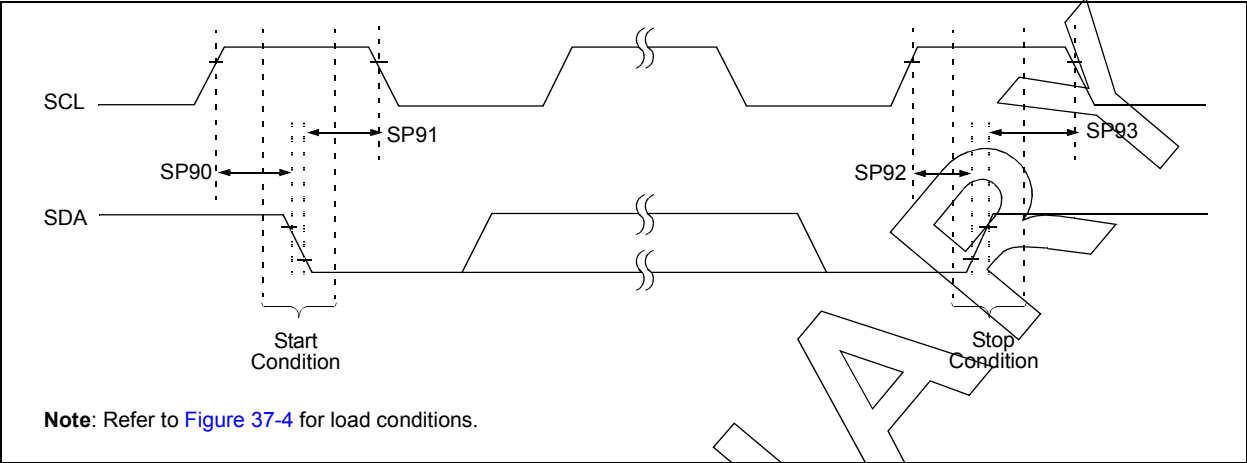 SCL
SP91
SP93
SP90
SP92
SDA
Start
Condition
Stop
Condition
Note: Refer to Figure 37-4 for load conditions.